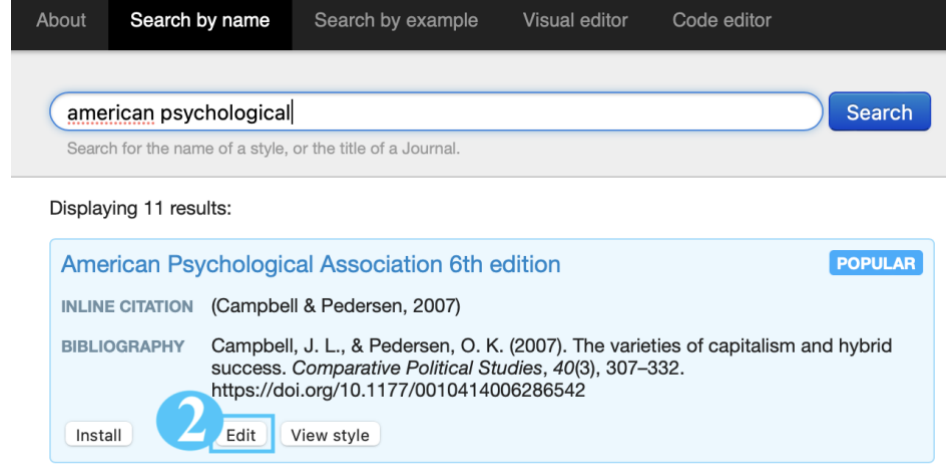 About Search by name Search by example Visual editor Code editor
american psychological
Search
Search for the name of a style, or the title of a Journal.
Displaying 11 results:
American Psychological Association 6th edition
POPULAR
INLINE CITATION (Campbell & Pedersen, 2007)
BIBLIOGRAPHY Campbell, J. L., & Pedersen, O. K. (2007). The varieties of capitalism and hybrid
success. Comparative Political Studies, 40(3), 307–332.
https://doi.org/10.1177/0010414006286542
Install 2 Edit View style